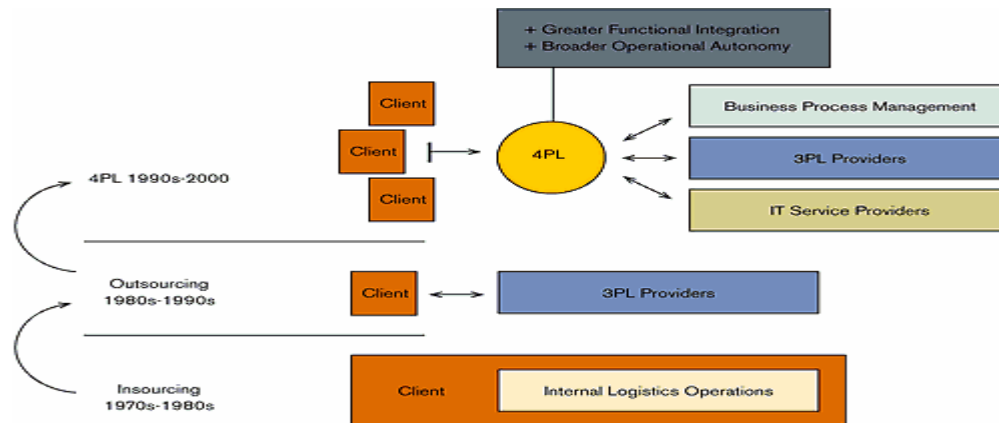 + Greater Functional Integration
+ Broader Operational Autonomy
Client
Business Process Management
Client
4PL
3PL Providers
4PL 1990s-2000
Client
IT Service Providers
Outsourcing
1980s-1990s
Client
3PL Providers
Insourcing
1970s-1980s
Client
Internal Logistics Operations